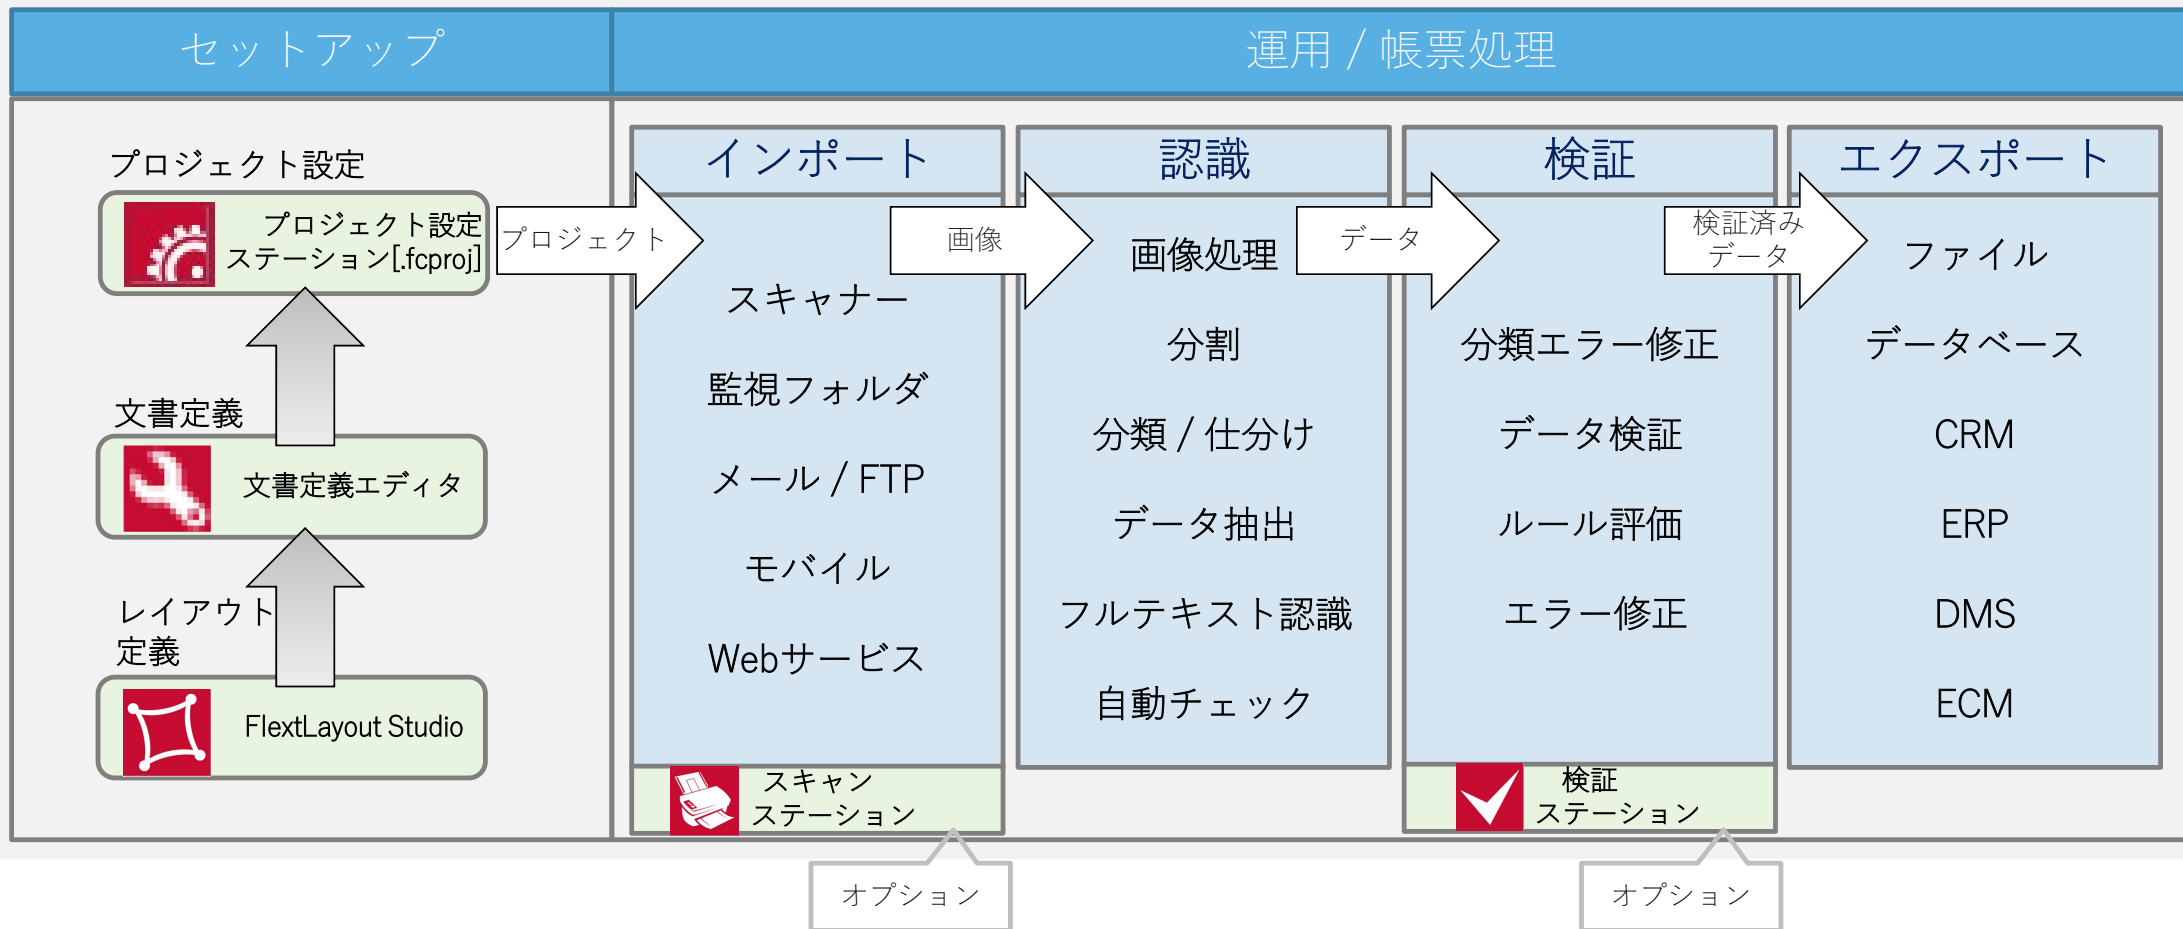 セットアップ
運用 / 帳票処理
プロジェクト設定
プロジェクト設定
ステーション[.fcproj]
文書定義
文書定義エディタ
レイアウト
定義
FlextLayout Studio
プロジェクト
インポート
スキャナー
監視フォルダ
メール / FTP
モバイル
Webサービス
スキャン
ステーション
オプション
画像
認識
画像処理
分割
分類 / 仕分け
データ抽出
フルテキスト認識
自動チェック
データ
検証
分類エラー修正
データ検証
ルール評価
エラー修正
検証
ステーション
オプション
検証済み
データ
エクスポート
ファイル
データベース
CRM
ERP
DMS
ECM